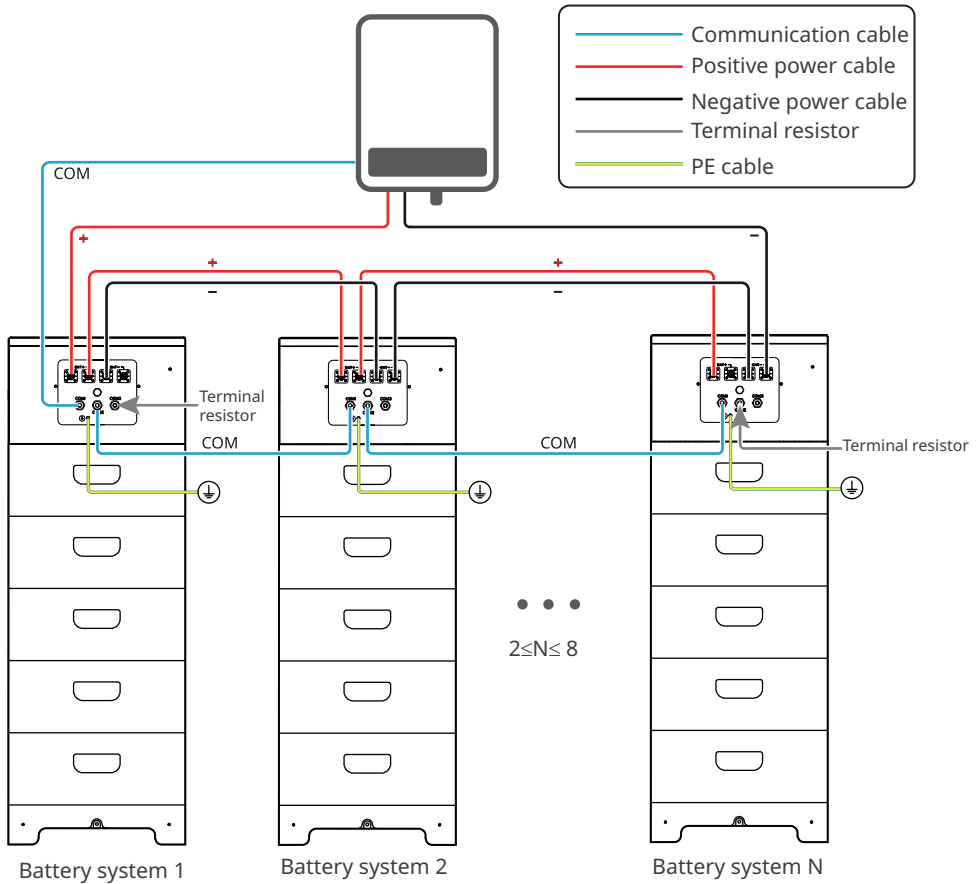 Communication cable
Positive power cable
Negative power cable
Terminal resistor
PE cable
COM
+
−
+
−
+
−
Terminal
resistor
COM
COM
Terminal resistor
2≤N≤ 8
Battery system 1
Battery system 2
Battery system N